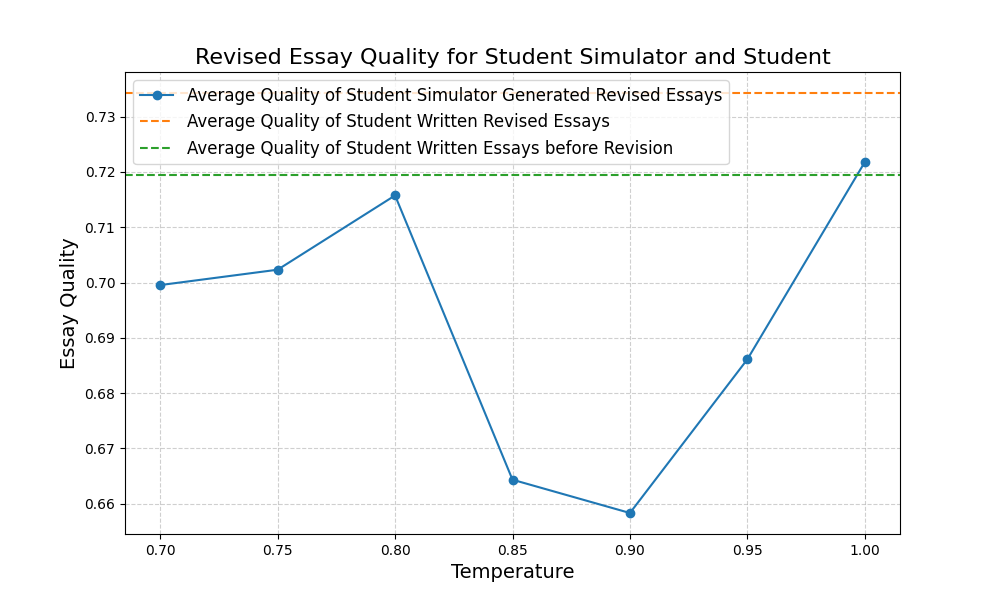 Revised Essay Quality for Student Simulator and Student
Average Quality of Student Simulator Generated Revised Essays
Average Quality of Student Written Revised Essays
Average Quality of Student Written Essays before Revision
Essay Quality
0.73
0.72
0.71
0.70
0.69
0.68
0.67
0.66
0.70 0.75 0.80 0.85 0.90 0.95 1.00
Temperature